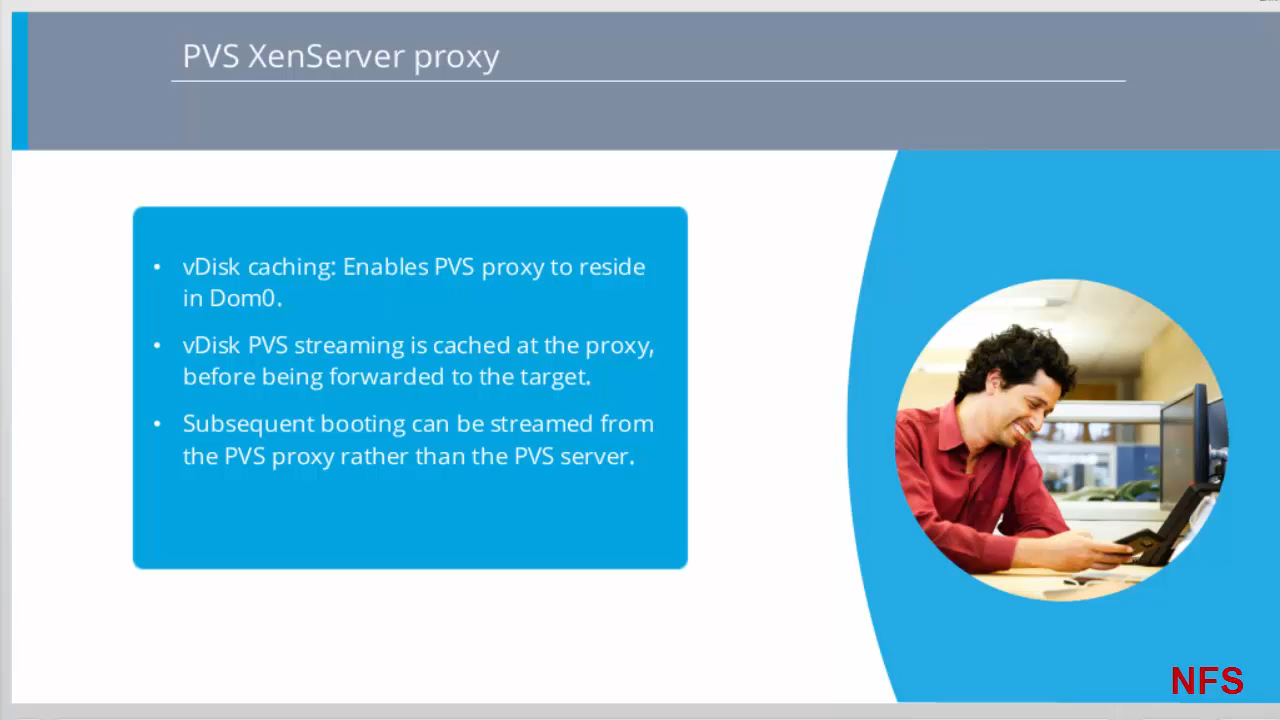 PVS XenServer proxy
• vDisk caching: Enables PVS proxy to reside
in Dom0.
• vDisk PVS streaming is cached at the proxy,
before being forwarded to the target.
• Subsequent booting can be streamed from
the PVS proxy rather than the PVS server.
NFS